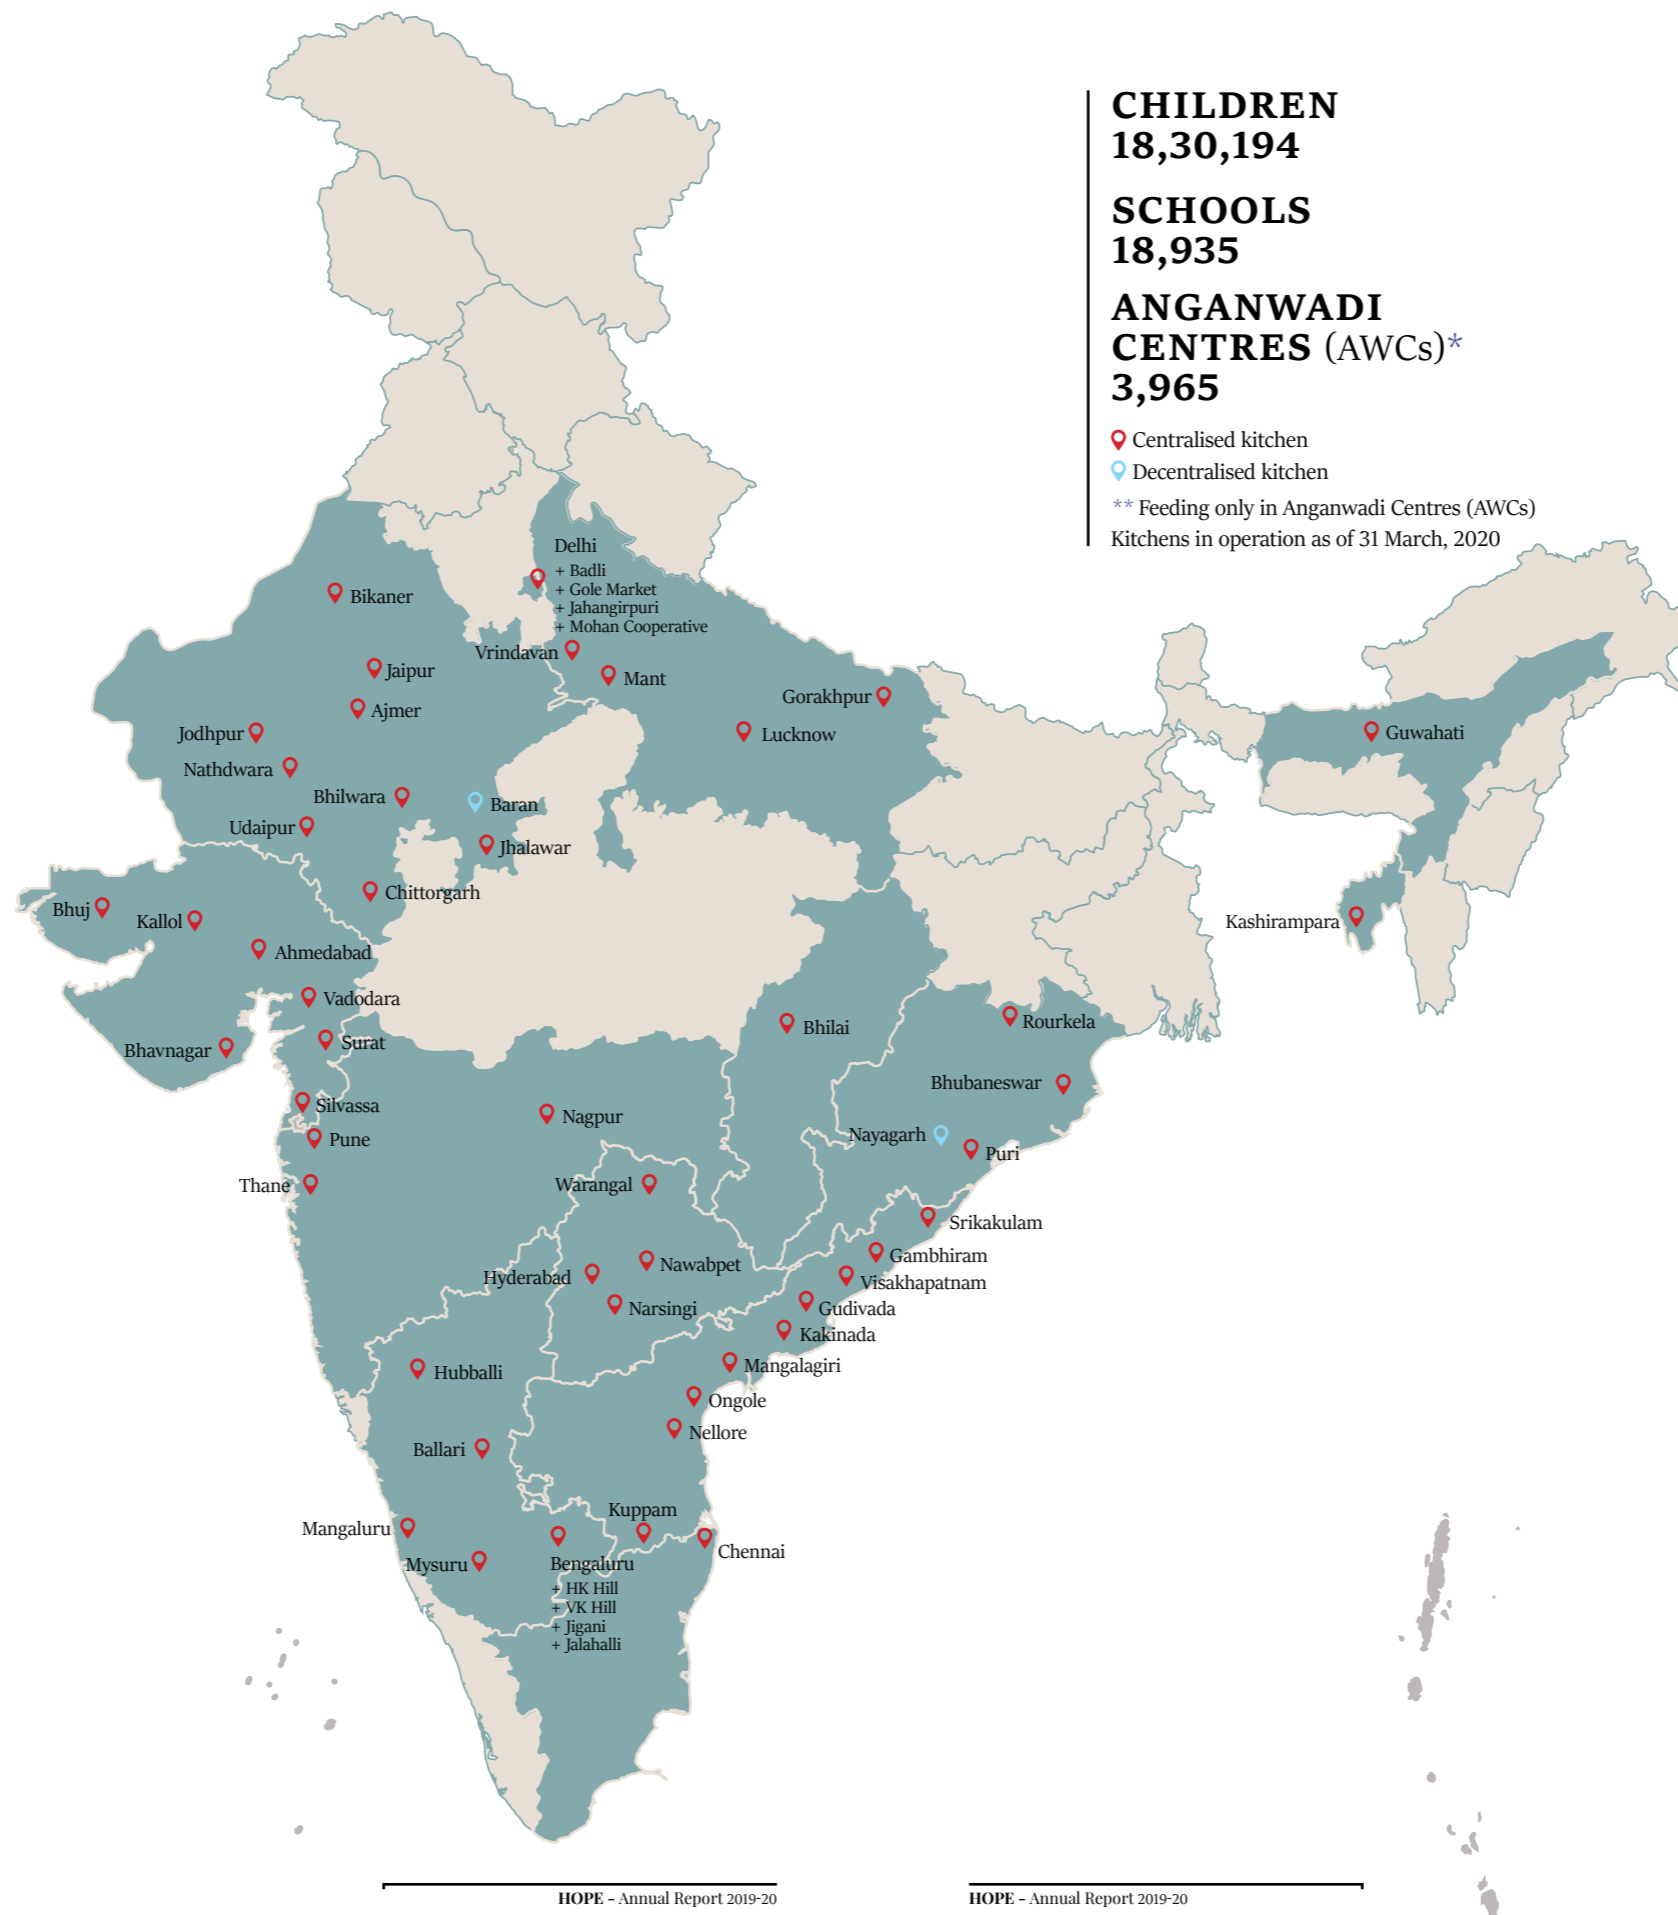 CHILDREN
18,30,194
SCHOOLS
18,935
ANGANWADI
CENTRES (AWCs)*
3,965
Centralised kitchen
Decentralised kitchen
** Feeding only in Anganwadi Centres (AWCs)
Kitchens in operation as of 31 March, 2020
Delhi
+ Badli
+ Gole Market
+ Jahangirpuri
+ Mohan Cooperative
Bikaner
Vrindavan
Jaipur
Mant
Gorakhpur
Ajmer
Jodhpur
Lucknow
Guwahati
Nathdwara
Bhilwara
Baran
Udaipur
Jhalawar
Chittorgarh
Bhuj
Kallol
Kashirampara
Ahmedabad
Vadodara
Rourkela
Bhilai
Surat
Bhavnagar
Bhubaneswar
Silvassa
Nagpur
Nayagarh
Pune
Puri
Thane
Warangal
Srikakulam
Gambhiram
Nawabpet
Hyderabad
Visakhapatnam
Narsingi
Gudivada
Kakinada
Mangalagiri
Hubballi
Ongole
Nellore
Ballari
Kuppam
Mangaluru
Chennai
Mysuru
Bengaluru
+ HK Hill
+ VK Hill
+ Jigani
+ Jalahalli
HOPE – Annual Report 2019-20
HOPE – Annual Report 2019-20